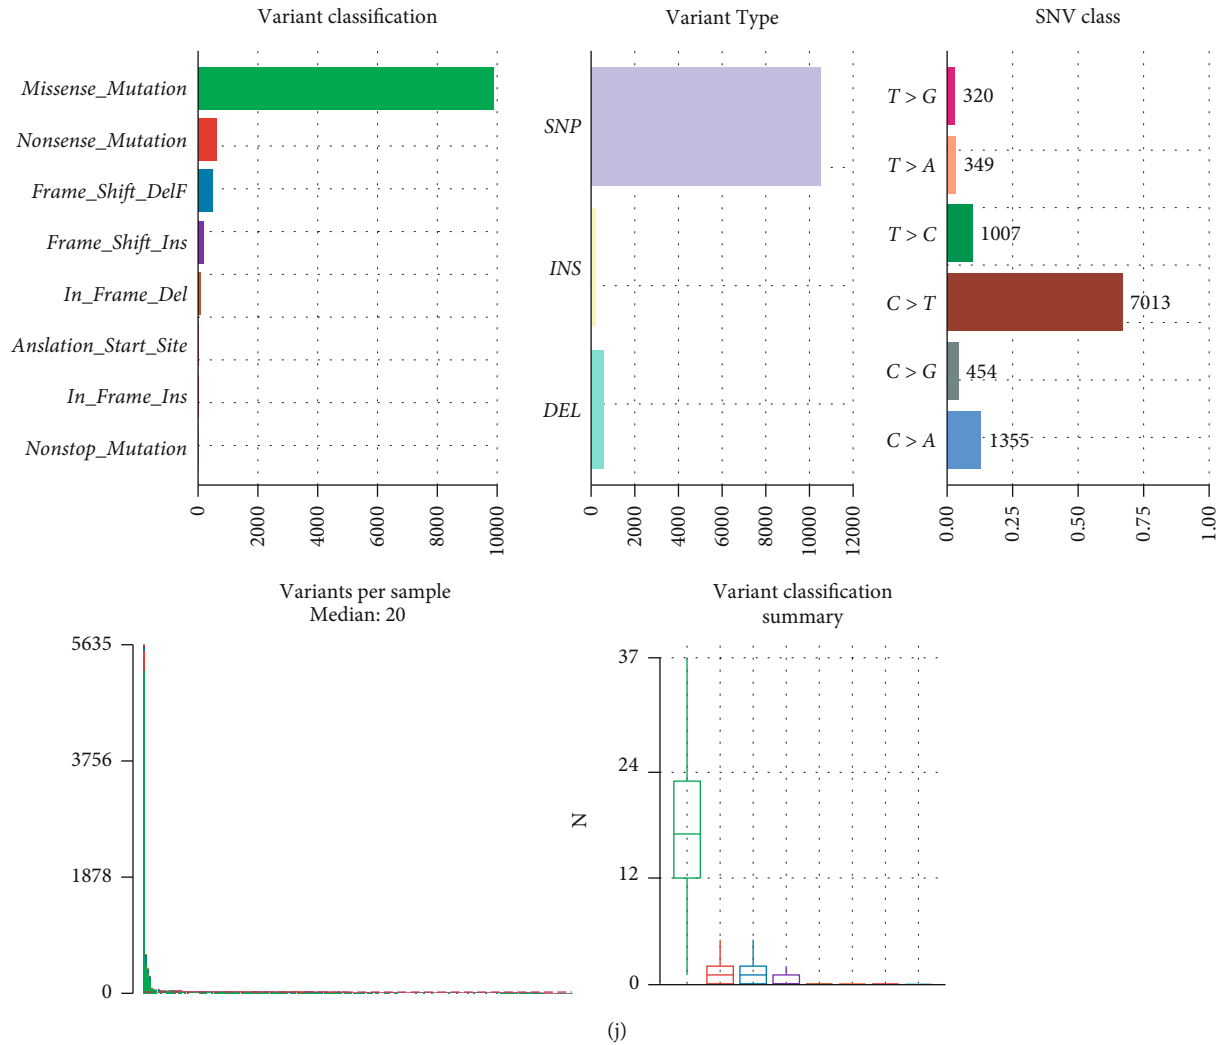 Variant classification
Missense_Mutation
Nonsense_Mutation
Frame_Shift_DelF
Frame_Shift_Ins
In_Frame_Del
Anslation_Start_Site
In_Frame_Ins
Nonstop_Mutation
0
2000
4000
6000
8000
10000
Variant Type
SNP
INS
DEL
0
2000
4000
6000
8000
10000
12000
SNV class
T > G
320
T > A
349
T > C
1007
C > T
7013
C > G
454
C > A
1355
0.00
0.25
0.50
0.75
1.00
Variants per sample
Median: 20
5635
3756
1878
0
Variant classification
summary
N
37
24
12
0
(j)